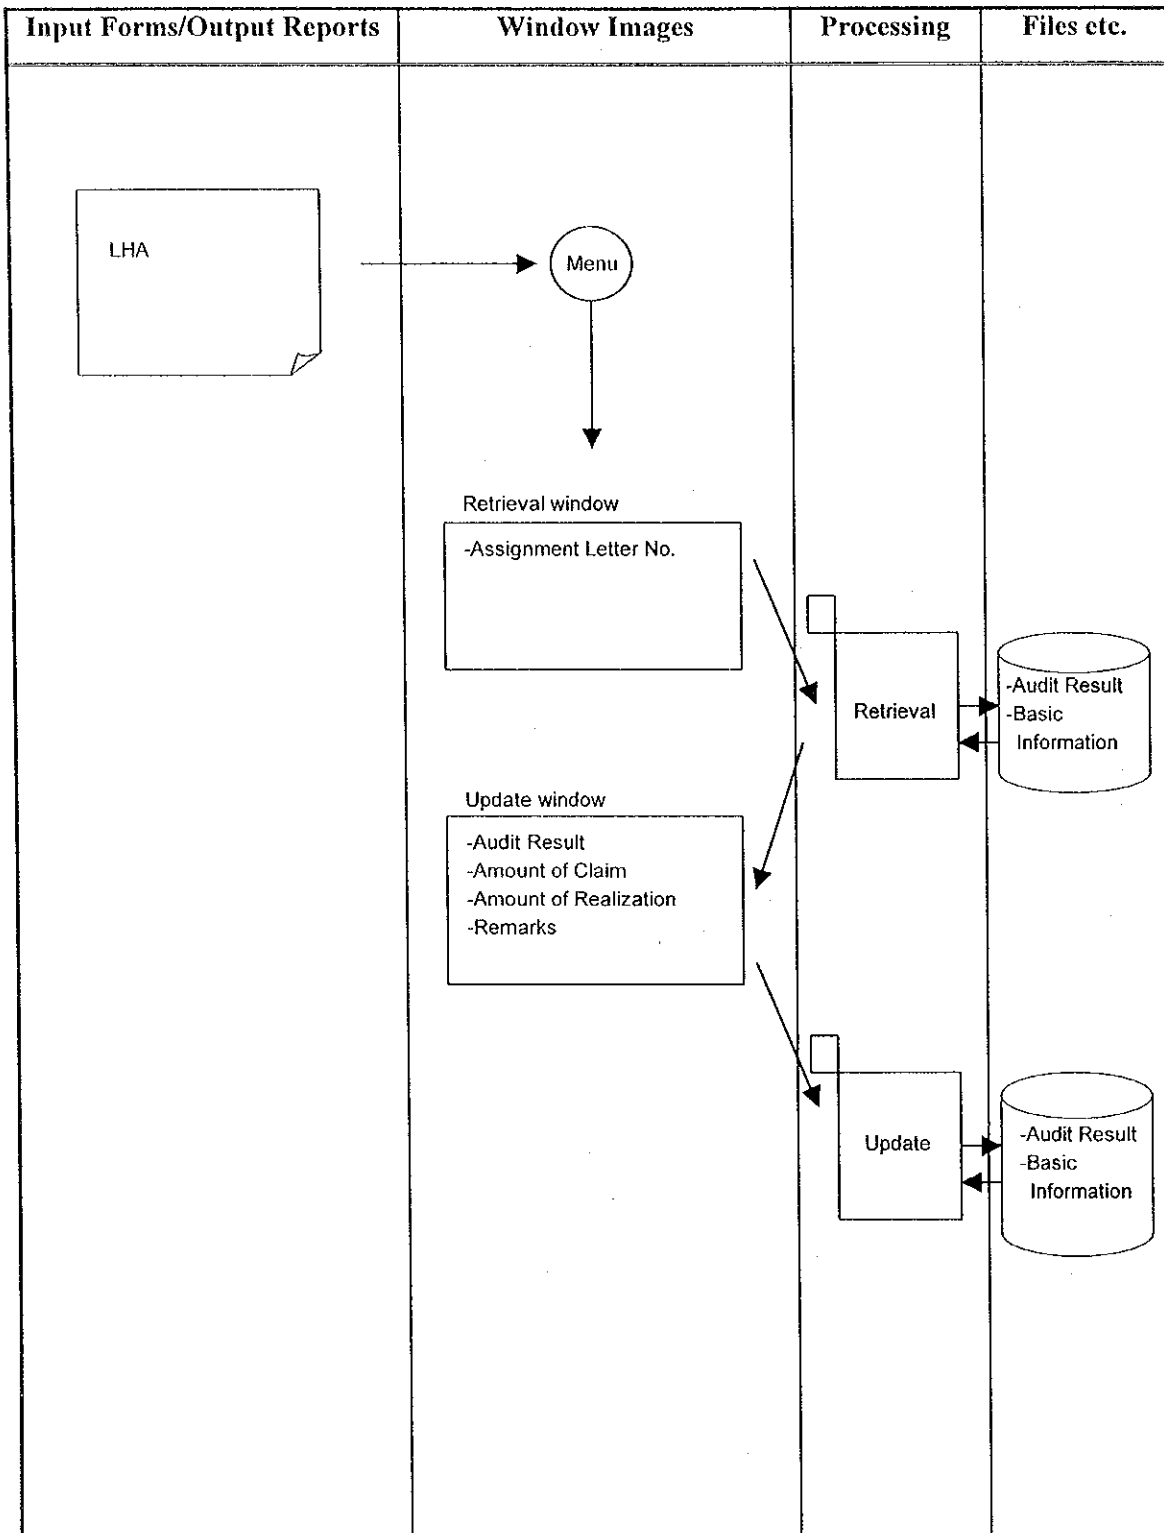 Input Forms/Output Reports
Window Images
Processing
Files etc.
LHA
Menu
Retrieval window
-Assignment Letter No.
Retrieval
-Audit Result
-Basic
Information
Update window
-Audit Result
-Amount of Claim
-Amount of Realization
-Remarks
Update
-Audit Result
-Basic
Information